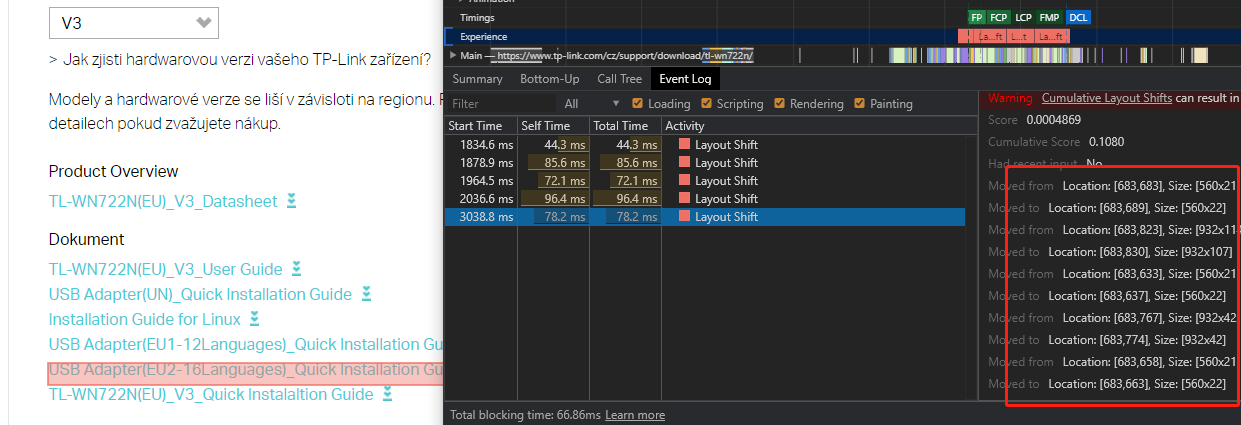 V3
> Jak zjisti hardwarovou verzi vašeho TP-Link zařízení?
Modely a hardwarové verze se liší v závisloti na regionu.
detailech pokud zvažujete nákup.
Product Overview
TL-WN722N(EU)_V3_Datasheet
Dokument
TL-WN722N(EU)_V3_User Guide
USB Adapter(UN)_Quick Installation Guide
Installation Guide for Linux
USB Adapter(EU1-12Languages)_Quick Installation Gu
USB Adapter(EU2-16Languages)_Quick Installation Gu
TL-WN722N(EU)_V3_Quick Instalaltion Guide
Animation
Timings FP FCP LCP FMP DCL
Experience La...ft L...t La...ft
Main — https://www.tp-link.com/cz/support/download/tl-wn722n/
Summary Bottom-Up Call Tree Event Log
Filter All Loading Scripting Rendering Painting
Start Time Self Time Total Time Activity
1834.6 ms 44.3 ms 44.3 ms Layout Shift
1878.9 ms 85.6 ms 85.6 ms Layout Shift
1964.5 ms 72.1 ms 72.1 ms Layout Shift
2036.6 ms 96.4 ms 96.4 ms Layout Shift
3038.8 ms 78.2 ms 78.2 ms Layout Shift
Warning Cumulative Layout Shifts can result in
Score 0.0004869
Cumulative Score 0.1080
Had recent input No
Moved from Location: [683,683], Size: [560x21
Moved to Location: [683,689], Size: [560x22]
Moved from Location: [683,823], Size: [932x114
Moved to Location: [683,830], Size: [932x107]
Moved from Location: [683,633], Size: [560x21
Moved to Location: [683,637], Size: [560x22]
Moved from Location: [683,767], Size: [932x42
Moved to Location: [683,774], Size: [932x42]
Moved from Location: [683,658], Size: [560x21
Moved to Location: [683,663], Size: [560x22]
Total blocking time: 66.86ms Learn more